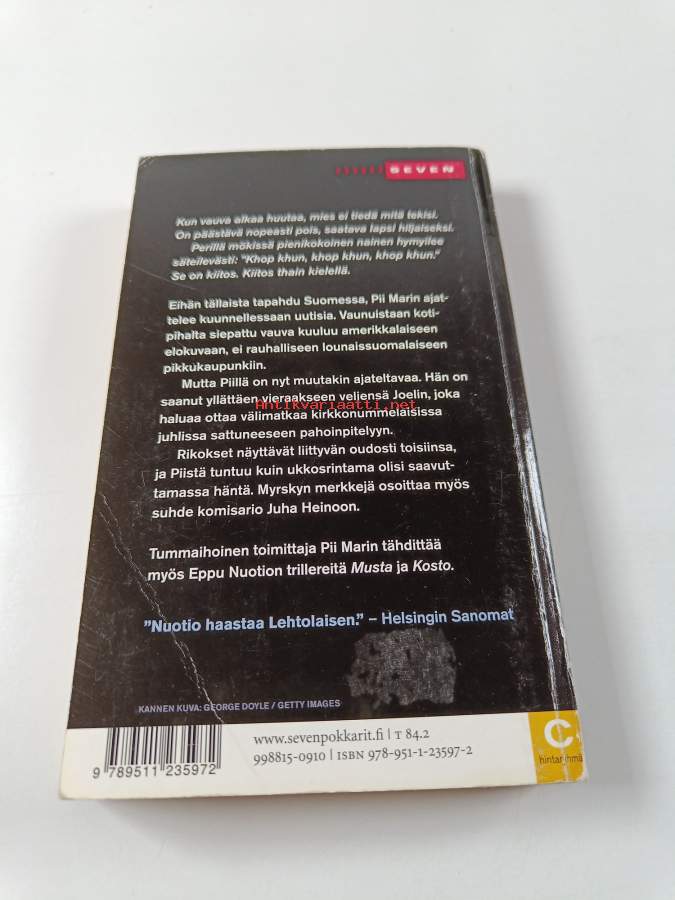 SEVEN
Kun vauva alkaa huutaa, mies ei tiedä mitä tekisi.
On päästävä nopeasti pois, saatava lapsi hiljaiseksi.
Perillä mökissä pienikokoinen nainen hymyilee
säteilevästi: "Khop khun, khop khun, khop khun."
Se on kiitos. Kiitos thain kielellä.
Eihän tällaista tapahdu Suomessa, Pii Marin ajat-
telee kuunnellessaan uutisia. Vaunuistaan koti-
pihalta siepattu vauva kuuluu amerikkalaiseen
elokuvaan, ei rauhalliseen lounaissuomalaiseen
pikkukaupunkiin.
Mutta Piillä on nyt muutakin ajateltavaa. Hän on
saanut yllättäen vieraakseen veljensä Joelin, joka
Antikvariaatti.net
haluaa ottaa välimatkaa kirkkonummelaisissa
juhlissa sattuneeseen pahoinpitelyyn.
Rikokset näyttävät liittyvän oudosti toisiinsa,
ja Piistä tuntuu kuin ukkosrintama olisi saavut-
tamassa häntä. Myrskyn merkkejä osoittaa myös
suhde komisario Juha Heinoon.
Tummaihoinen toimittaja Pii Marin tähdittää
myös Eppu Nuotion trillereitä Musta ja Kosto.
"Nuotio haastaa Lehtolaisen." – Helsingin Sanomat
KANNEN KUVA: GEORGE DOYLE / GETTY IMAGES
www.sevenpokkarit.fi | T 84.2
998815-0910 | ISBN 978-951-1-23597-2
9 789511 235972
C
hintaryhmä